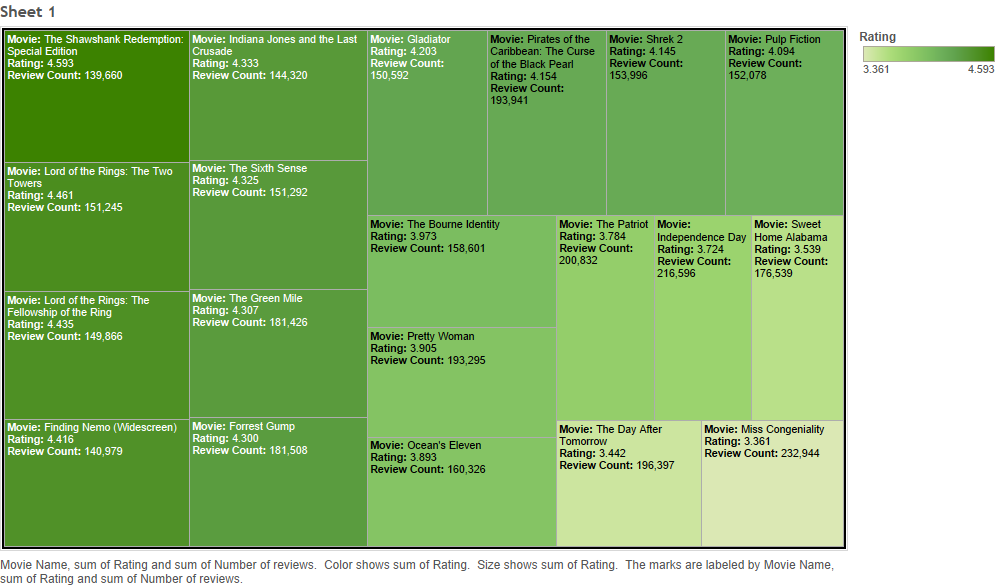 Sheet 1
Movie: The Shawshank Redemption:
Special Edition
Rating: 4.593
Review Count: 139,660
Movie: Lord of the Rings: The Two
Towers
Rating: 4.461
Review Count: 151,245
Movie: Lord of the Rings: The
Fellowship of the Ring
Rating: 4.435
Review Count: 149,866
Movie: Finding Nemo (Widescreen)
Rating: 4.416
Review Count: 140,979
Movie: Indiana Jones and the Last
Crusade
Rating: 4.333
Review Count: 144,320
Movie: The Sixth Sense
Rating: 4.325
Review Count: 151,292
Movie: The Green Mile
Rating: 4.307
Review Count: 181,426
Movie: Forrest Gump
Rating: 4.300
Review Count: 181,508
Movie: Gladiator
Rating: 4.203
Review Count:
150,592
Movie: Pirates of the
Caribbean: The Curse
of the Black Pearl
Rating: 4.154
Review Count:
193,941
Movie: Shrek 2
Rating: 4.145
Review Count:
153,996
Movie: Pulp Fiction
Rating: 4.094
Review Count:
152,078
Movie: The Bourne Identity
Rating: 3.973
Review Count: 158,601
Movie: Pretty Woman
Rating: 3.905
Review Count: 193,295
Movie: Ocean's Eleven
Rating: 3.893
Review Count: 160,326
Movie: The Patriot
Rating: 3.784
Review Count:
200,832
Movie:
Independence Day
Rating: 3.724
Review Count:
216,596
Movie: Sweet
Home Alabama
Rating: 3.539
Review Count:
176,539
Movie: The Day After
Tomorrow
Rating: 3.442
Review Count: 196,397
Movie: Miss Congeniality
Rating: 3.361
Review Count: 232,944
Rating
3.361 4.593
Movie Name, sum of Rating and sum of Number of reviews.  Color shows sum of Rating.  Size shows sum of Rating.  The marks are labeled by Movie Name,
sum of Rating and sum of Number of reviews.